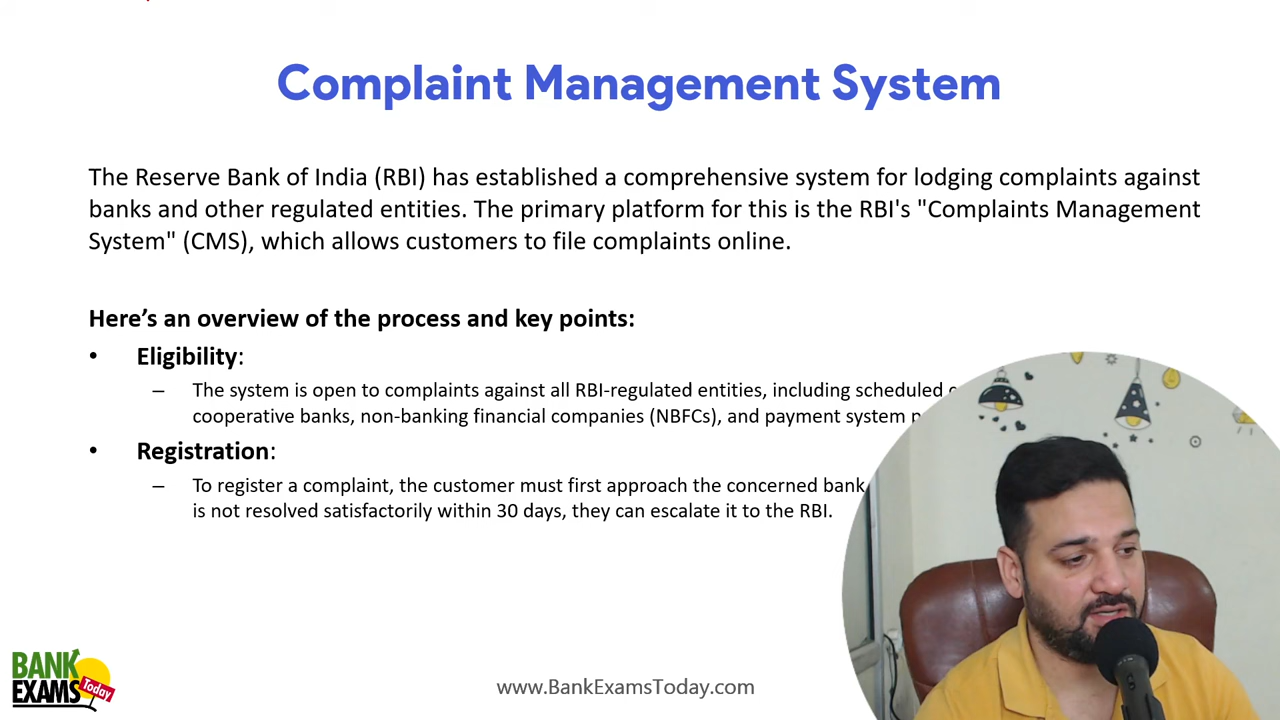 Complaint Management System
The Reserve Bank of India (RBI) has established a comprehensive system for lodging complaints against
banks and other regulated entities. The primary platform for this is the RBI's "Complaints Management
System" (CMS), which allows customers to file complaints online.
Here’s an overview of the process and key points:
• Eligibility:
– The system is open to complaints against all RBI-regulated entities, including scheduled
cooperative banks, non-banking financial companies (NBFCs), and payment system
• Registration:
– To register a complaint, the customer must first approach the concerned bank
is not resolved satisfactorily within 30 days, they can escalate it to the RBI.
BANK
EXAMS Today
www.BankExamsToday.com